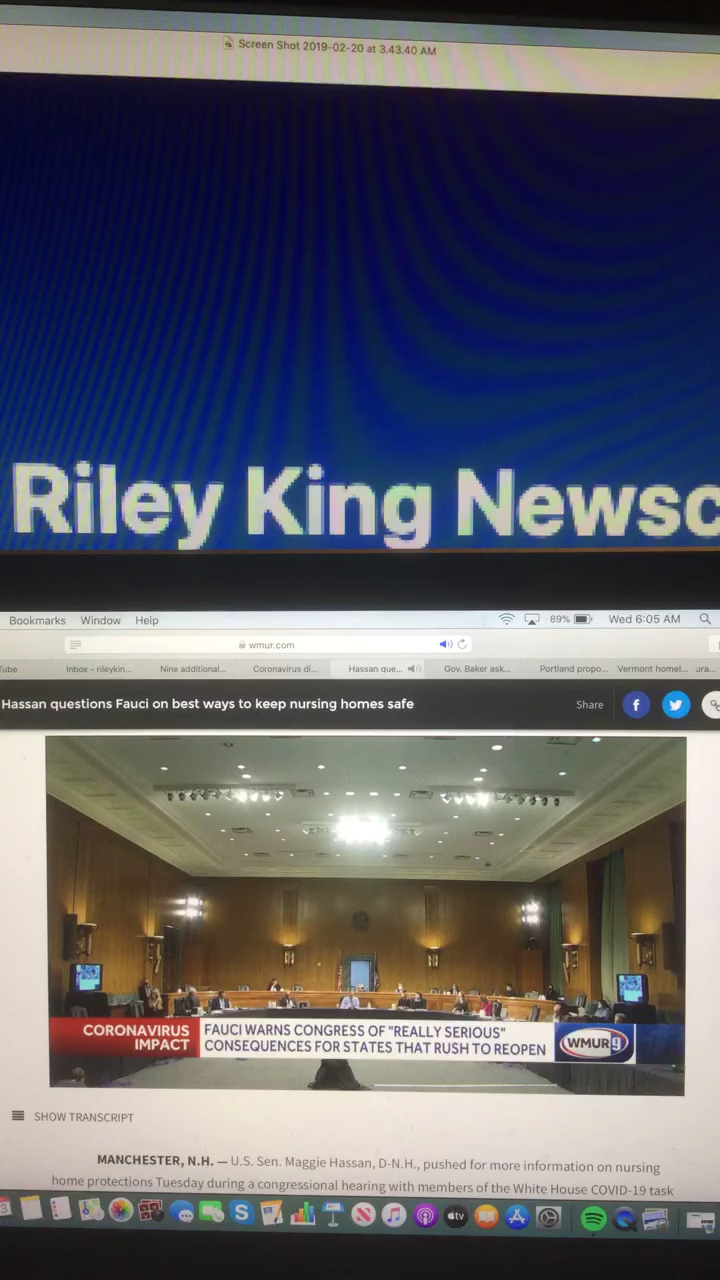 Screen Shot 2019-02-20 at 3.43.40 AM
Riley King Newsc
Bookmarks Window Help 89% Wed 6:05 AM
wmur.com
Tube Inbox - rileykin... Nine additional... Coronavirus di... Hassan que... Gov. Baker ask... Portland propo... Vermont homel... ura...
Hassan questions Fauci on best ways to keep nursing homes safe Share
CORONAVIRUS IMPACT
FAUCI WARNS CONGRESS OF "REALLY SERIOUS"
CONSEQUENCES FOR STATES THAT RUSH TO REOPEN
WMUR 9
SHOW TRANSCRIPT
MANCHESTER, N.H. — U.S. Sen. Maggie Hassan, D-N.H., pushed for more information on nursing
home protections Tuesday during a congressional hearing with members of the White House COVID-19 task
tv